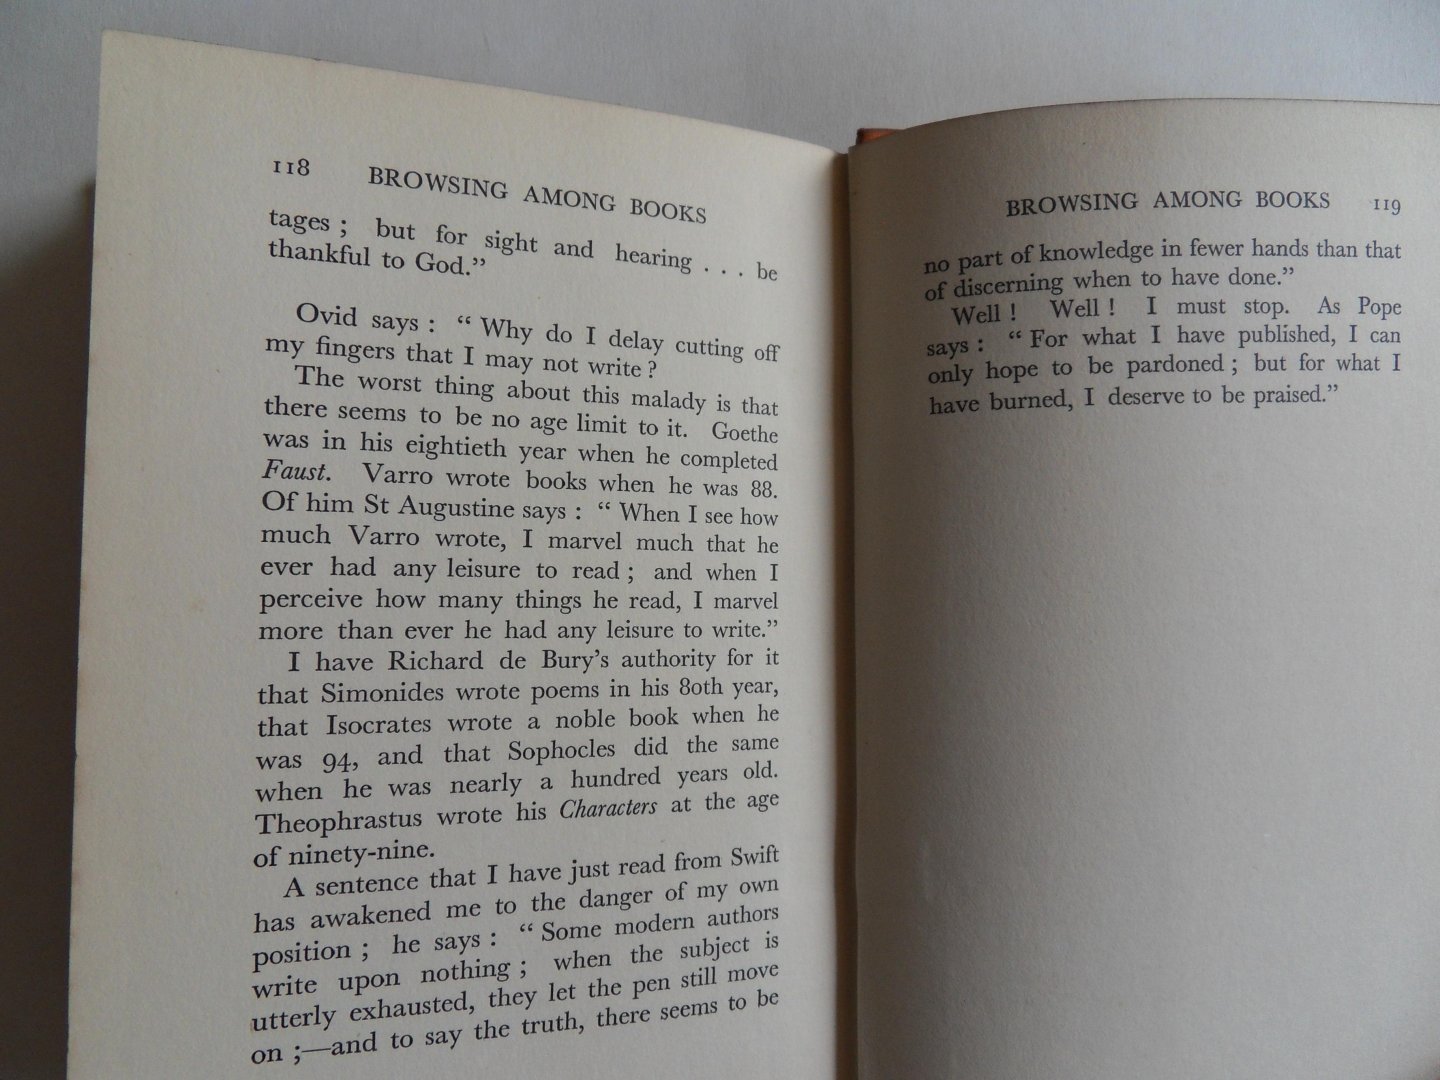 118 BROWSING AMONG BOOKS
tages ; but for sight and hearing . . . be
thankful to God.”
Ovid says : “ Why do I delay cutting off
my fingers that I may not write ?
The worst thing about this malady is that
there seems to be no age limit to it. Goethe
was in his eightieth year when he completed
Faust. Varro wrote books when he was 88.
Of him St Augustine says : “ When I see how
much Varro wrote, I marvel much that he
ever had any leisure to read ; and when I
perceive how many things he read, I marvel
more than ever he had any leisure to write.”
I have Richard de Bury’s authority for it
that Simonides wrote poems in his 80th year,
that Isocrates wrote a noble book when he
was 94, and that Sophocles did the same
when he was nearly a hundred years old.
Theophrastus wrote his Characters at the age
of ninety-nine.
A sentence that I have just read from Swift
has awakened me to the danger of my own
position ; he says : “ Some modern authors
write upon nothing ; when the subject is
utterly exhausted, they let the pen still move
on ;—and to say the truth, there seems to be
BROWSING AMONG BOOKS 119
no part of knowledge in fewer hands than that
of discerning when to have done.”
Well ! Well ! I must stop. As Pope
says : “ For what I have published, I can
only hope to be pardoned ; but for what I
have burned, I deserve to be praised.”